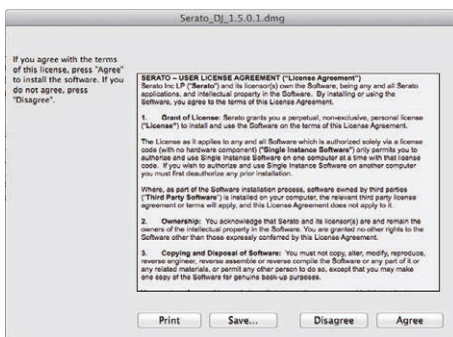 Serato_DJ_1.5.0.1.dmg
If you agree with the terms
of this license, press "Agree"
to install the software. If you
do not agree, press
"Disagree".
SERATO – USER LICENSE AGREEMENT ("License Agreement")
Serato Inc LP ("Serato") and its licensor(s) own the Software, being any and all Serato
applications, and intellectual property in the Software. By installing or using the
Software, you agree to the terms of this License Agreement.
1. Grant of License: Serato grants you a perpetual, non-exclusive, personal license
("License") to install and use the Software on the terms of this License Agreement.
The License as it applies to any and all Software which is authorized solely via a license
code (with no hardware component) ("Single Instance Software") only permits you to
authorize and use Single Instance Software on one computer at a time with that license
code. If you wish to authorize and use Single Instance Software on another computer
you must first deauthorize any prior installation.
Where, as part of the Software installation process, software owned by third parties
("Third Party Software") is installed on your computer, the relevant third party license
agreement or terms will apply, and this License Agreement does not apply to it.
2. Ownership: You acknowledge that Serato and its licensor(s) are and remain the
owners of the intellectual property in the Software. You are granted no other rights to the
Software other than those expressly conferred by this License Agreement.
3. Copying and Disposal of Software: You must not copy, alter, modify, reproduce,
reverse engineer, reverse assemble or reverse compile the Software or any part of it or
any related materials, or permit any other person to do so, except that you may make
one copy of the Software for genuine back-up purposes.
Print Save... Disagree Agree